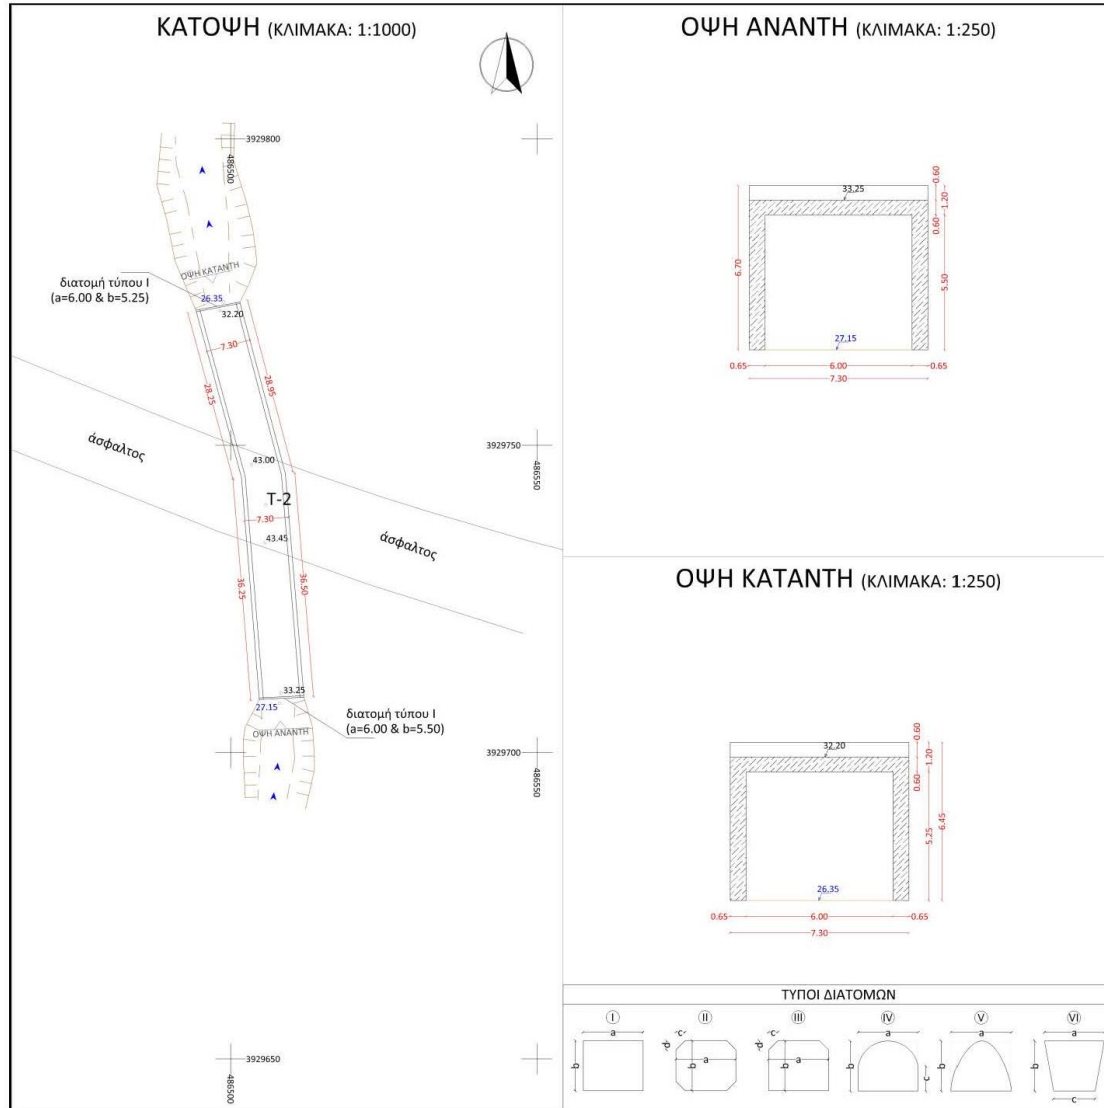 ΚΑΤΟΨΗ (ΚΛΙΜΑΚΑ: 1:1000)
3929800
486500
ΟΨΗ ΚΑΤΑΝΤΗ
διατομή τύπου Ι
(a=6.00 & b=5.25)
26.35
32.20
7.30
28.25
28.95
άσφαλτος
3929750
486550
43.00
T-2
7.30
43.45
άσφαλτος
36.25
36.50
33.25
27.15
διατομή τύπου Ι
(a=6.00 & b=5.50)
ΟΨΗ ΑΝΑΝΤΗ
3929700
486550
3929650
486500
ΟΨΗ ΑΝΑΝΤΗ (ΚΛΙΜΑΚΑ: 1:250)
33.25
0.60
1.20
0.60
6.70
5.50
27.15
0.65
6.00
0.65
7.30
ΟΨΗ ΚΑΤΑΝΤΗ (ΚΛΙΜΑΚΑ: 1:250)
32.20
0.60
1.20
0.60
5.25
6.45
26.35
0.65
6.00
0.65
7.30
ΤΥΠΟΙ ΔΙΑΤΟΜΩΝ
I
a
b
II
c
d
b
a
III
c
d
b
a
IV
a
b
c
V
a
b
VI
a
b
c